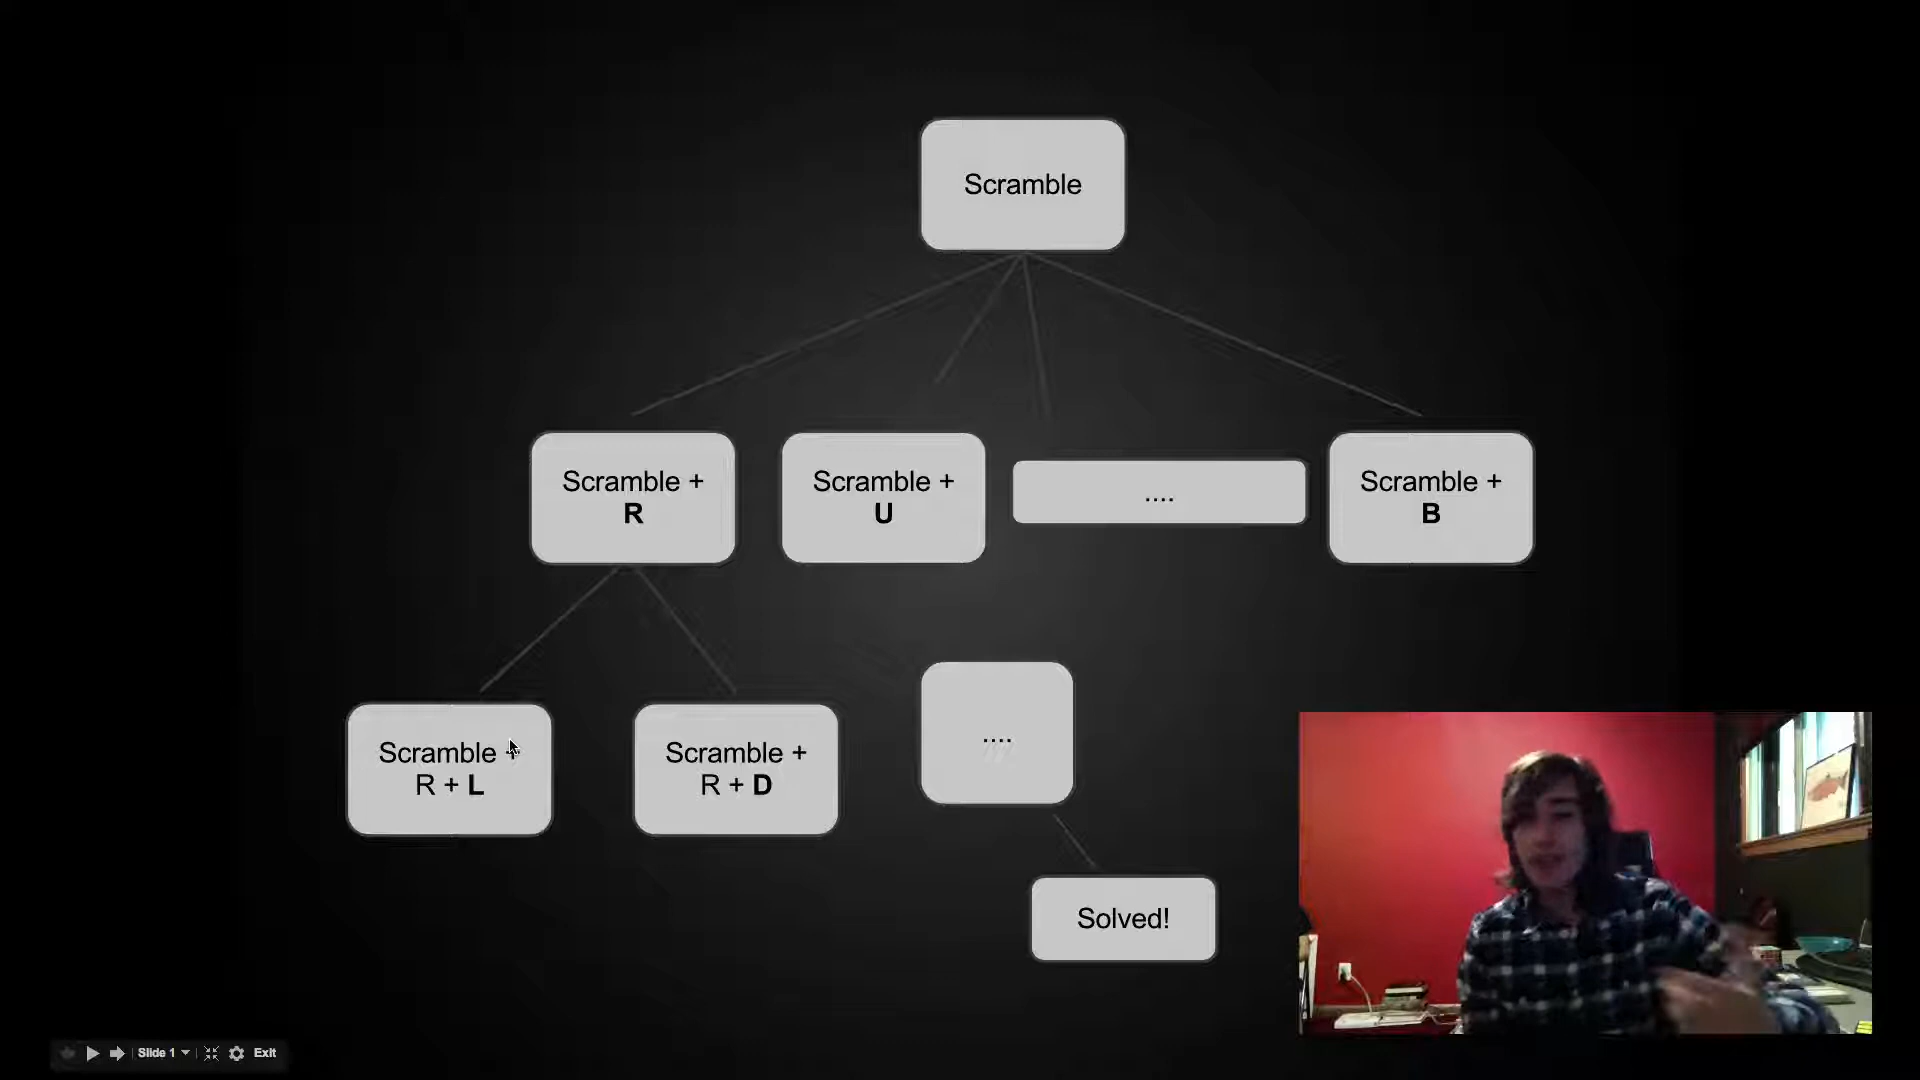 Scramble
Scramble +
R
Scramble +
U
....
Scramble +
B
Scramble +
R + L
Scramble +
R + D
....
Solved!
Slide 1
Exit